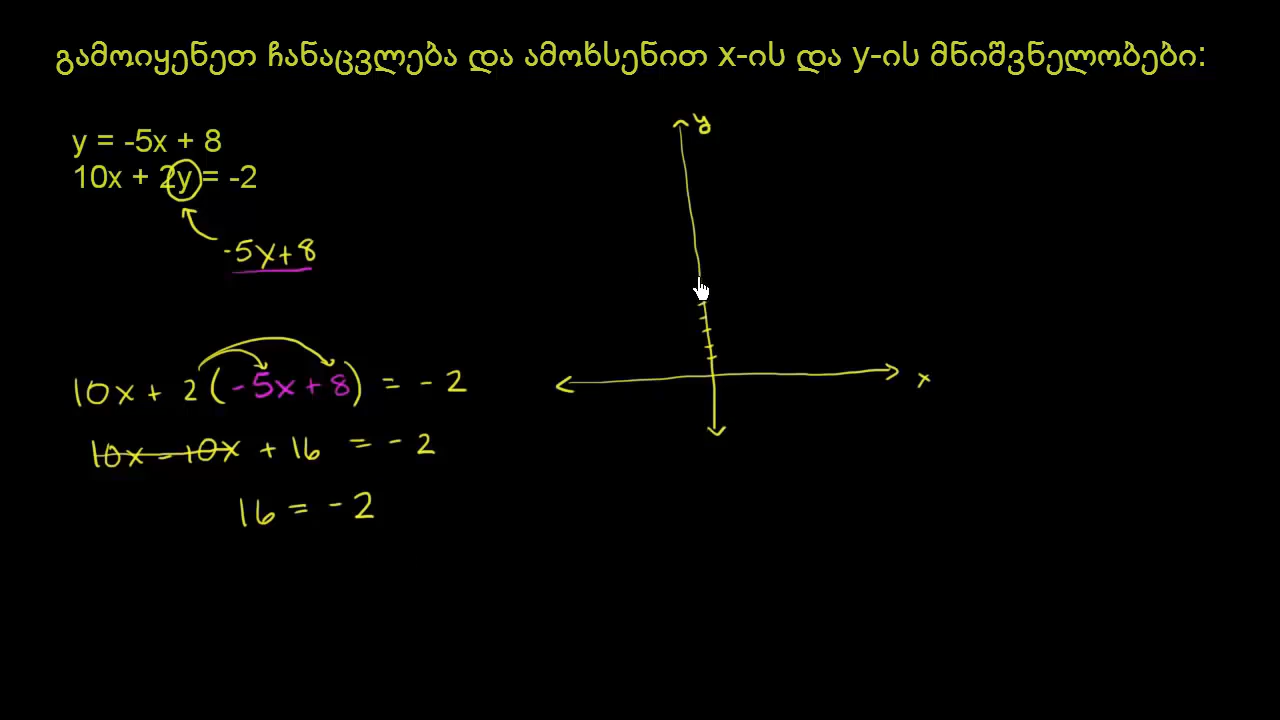 გამოიყენეთ ჩანაცვლება და ამოხსენით x-ის და y-ის მნიშვნელობები:
y = -5x + 8
10x + 2y = -2
-5x+8
10x + 2(-5x+8) = -2
10x - 10x + 16 = -2
16 = -2
y
x